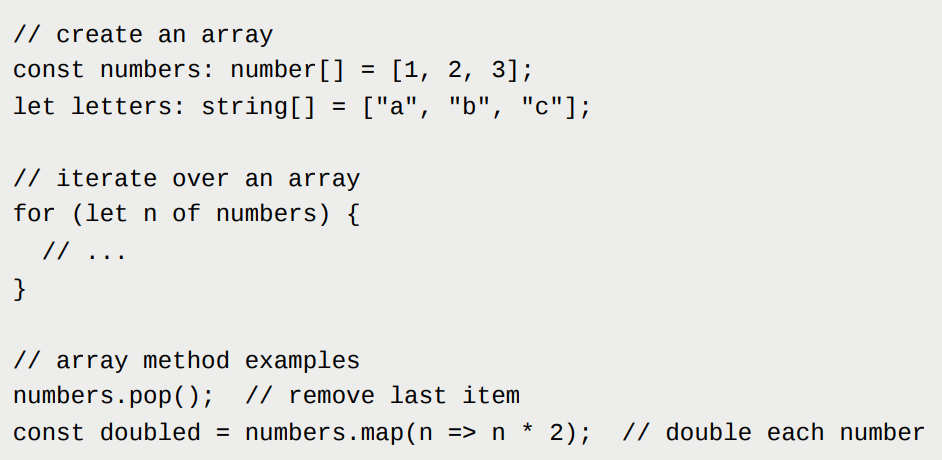 // create an array
const numbers: number[] = [1, 2, 3];
let letters: string[] = ["a", "b", "c"];

// iterate over an array
for (let n of numbers) {
  // ...
}

// array method examples
numbers.pop();  // remove last item
const doubled = numbers.map(n => n * 2);  // double each number